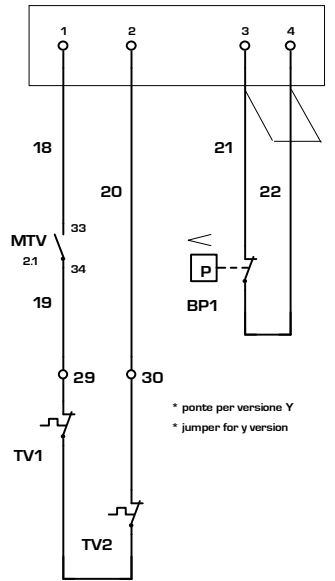 1 2 3 4
18 21
20 22
33
MTV
2.1 34
P
19 BP1
29 30
* ponte per versione Y
* jumper for y version
TV1
TV2